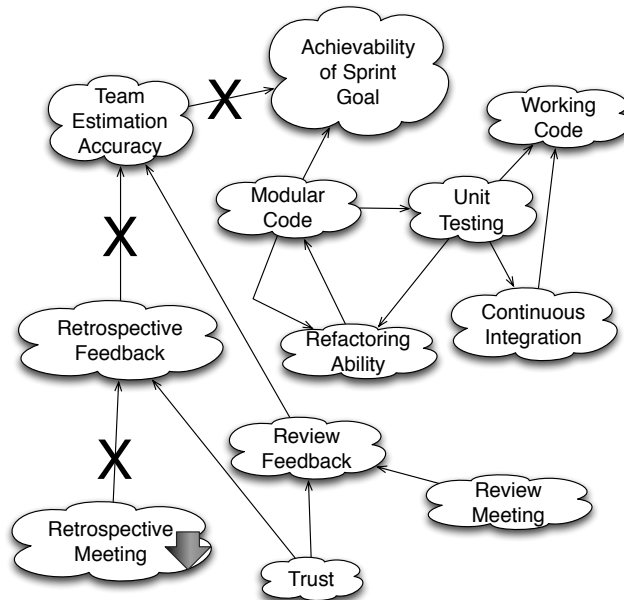 Achievability
of Sprint
Goal
Team
Estimation
Accuracy
X
Working
Code
Modular
Code
Unit
Testing
X
Retrospective
Feedback
Refactoring
Ability
Continuous
Integration
Review
Feedback
X
Review
Meeting
Retrospective
Meeting
Trust